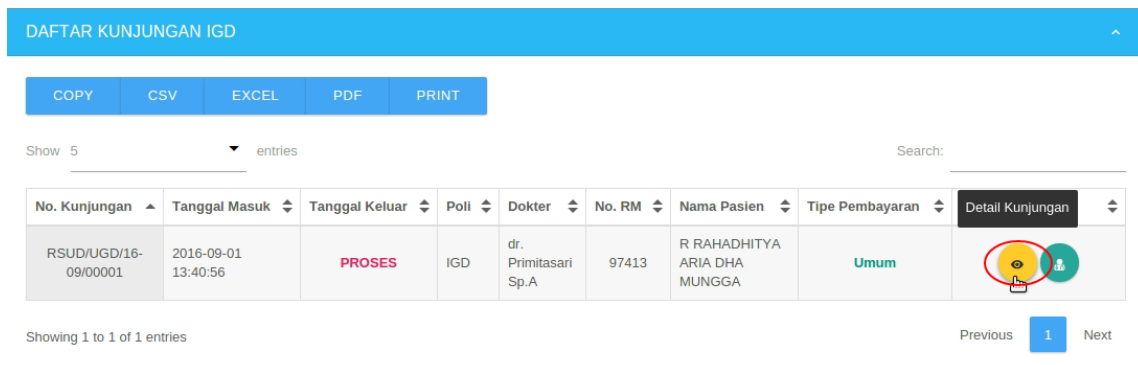 DAFTAR KUNJUNGAN IGD
COPY CSV EXCEL PDF PRINT
Show 5 entries Search:
No. Kunjungan Tanggal Masuk Tanggal Keluar Poli Dokter No. RM Nama Pasien Tipe Pembayaran Detail Kunjungan
RSUD/UGD/16-09/00001 2016-09-01 13:40:56 PROSES IGD dr. Primitasari Sp.A 97413 R RAHADHITYA ARIA DHA MUNGGA Umum
Showing 1 to 1 of 1 entries Previous 1 Next